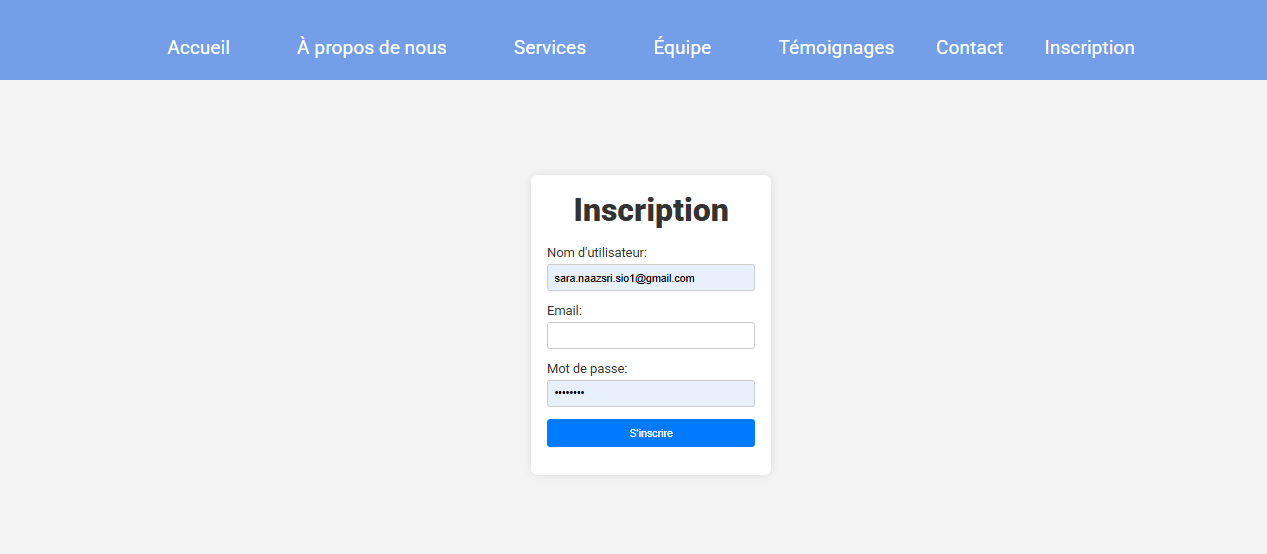 Accueil À propos de nous Services Équipe Témoignages Contact Inscription
Inscription
Nom d'utilisateur:
sara.naazsri.sio1@gmail.com
Email:
Mot de passe:
••••••••
S'inscrire